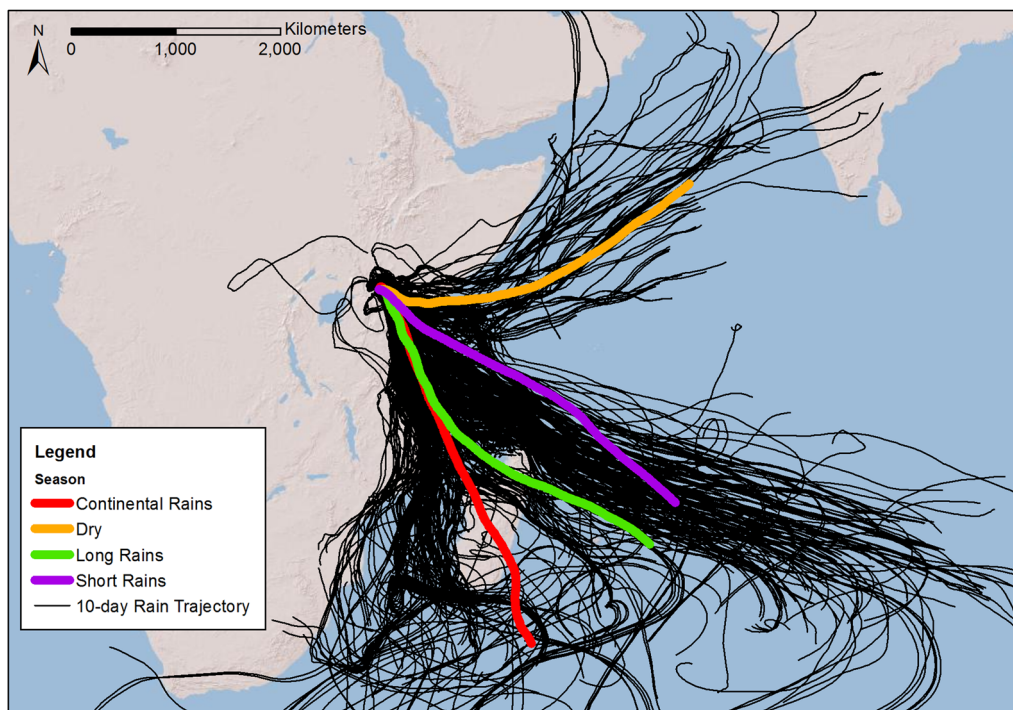 N
Kilometers
0 1,000 2,000
Legend
Season
Continental Rains
Dry
Long Rains
Short Rains
10-day Rain Trajectory